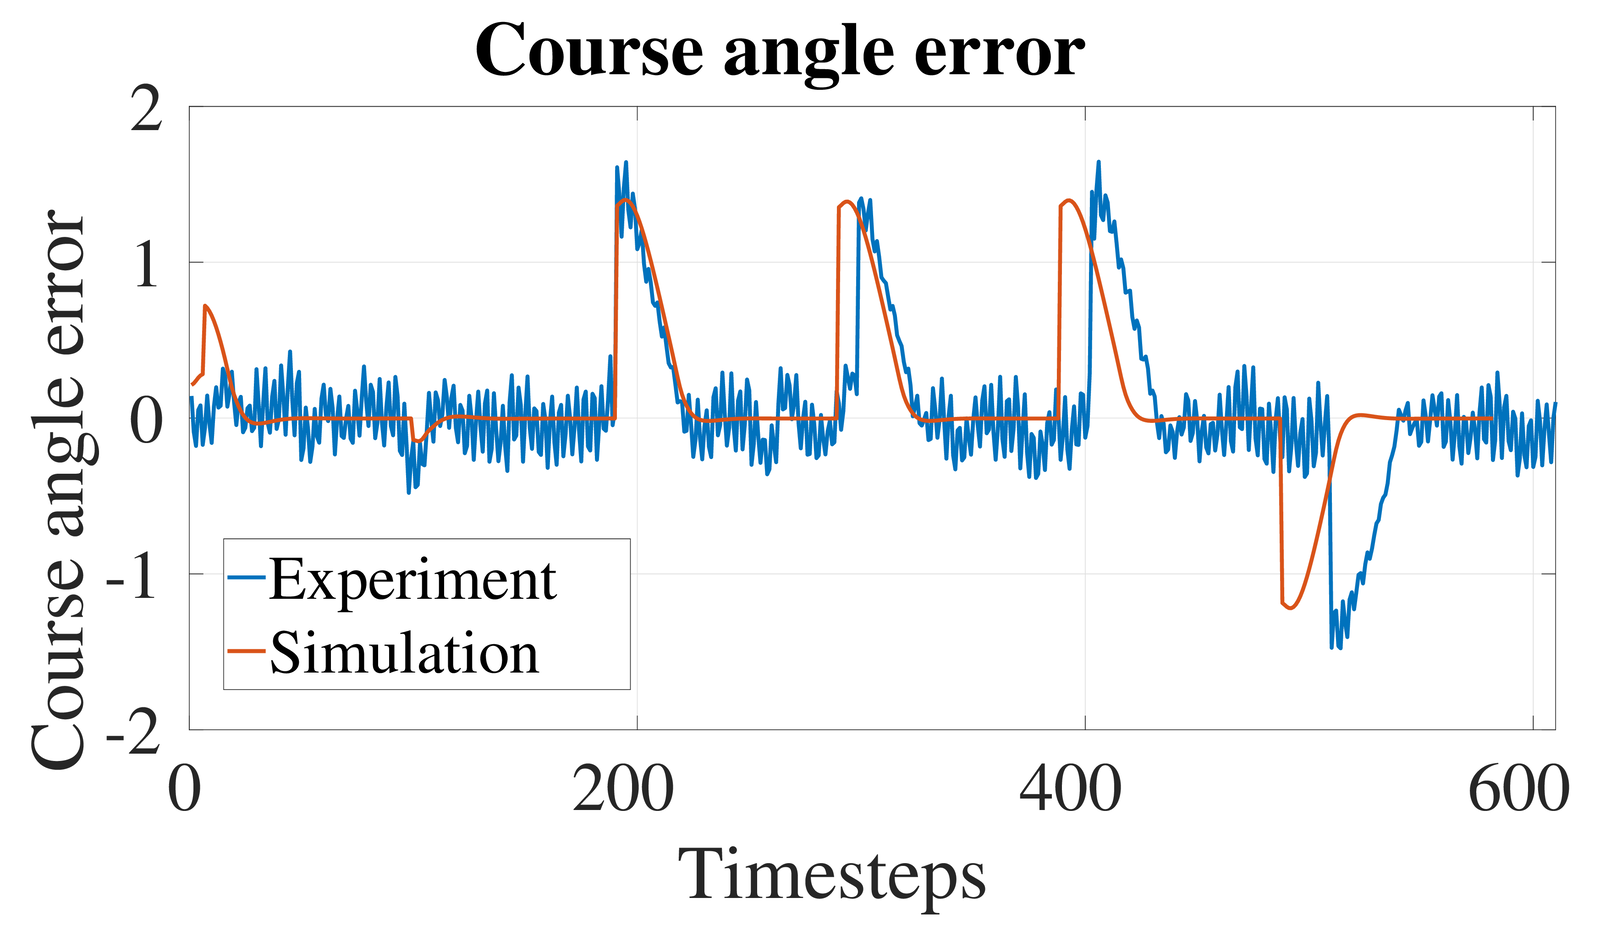 Course angle error
Course angle error
2
1
0
-1
-2
Experiment
Simulation
0 200 400 600
Timesteps